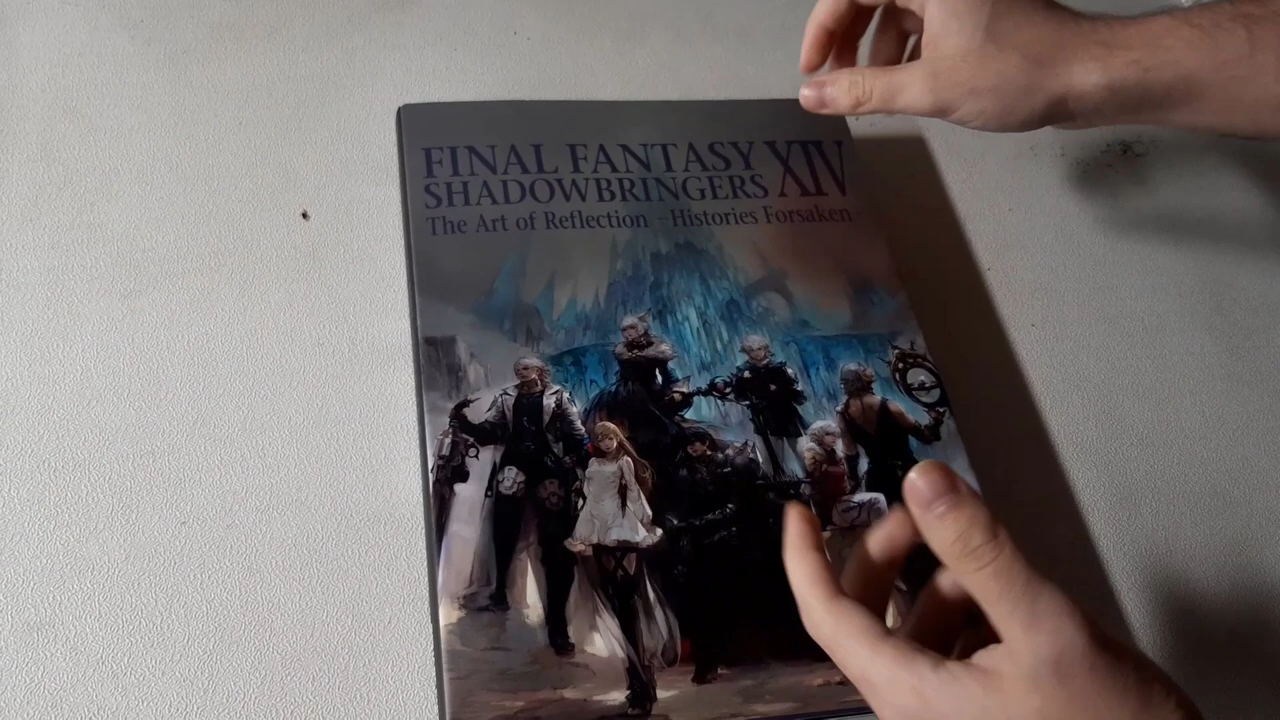 FINAL FANTASY XIV
SHADOWBRINGERS
The Art of Reflection - Histories Forsaken